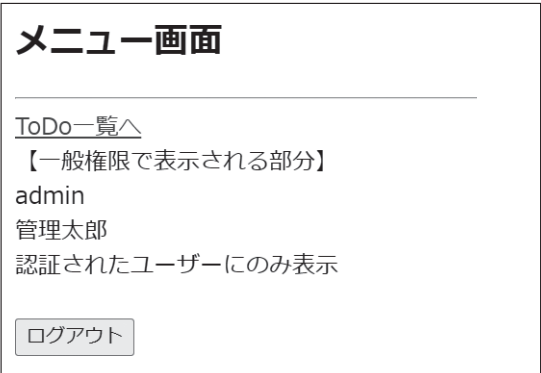 メニュー画面
ToDo一覧へ
【一般権限で表示される部分】
admin
管理太郎
認証されたユーザーにのみ表示
ログアウト